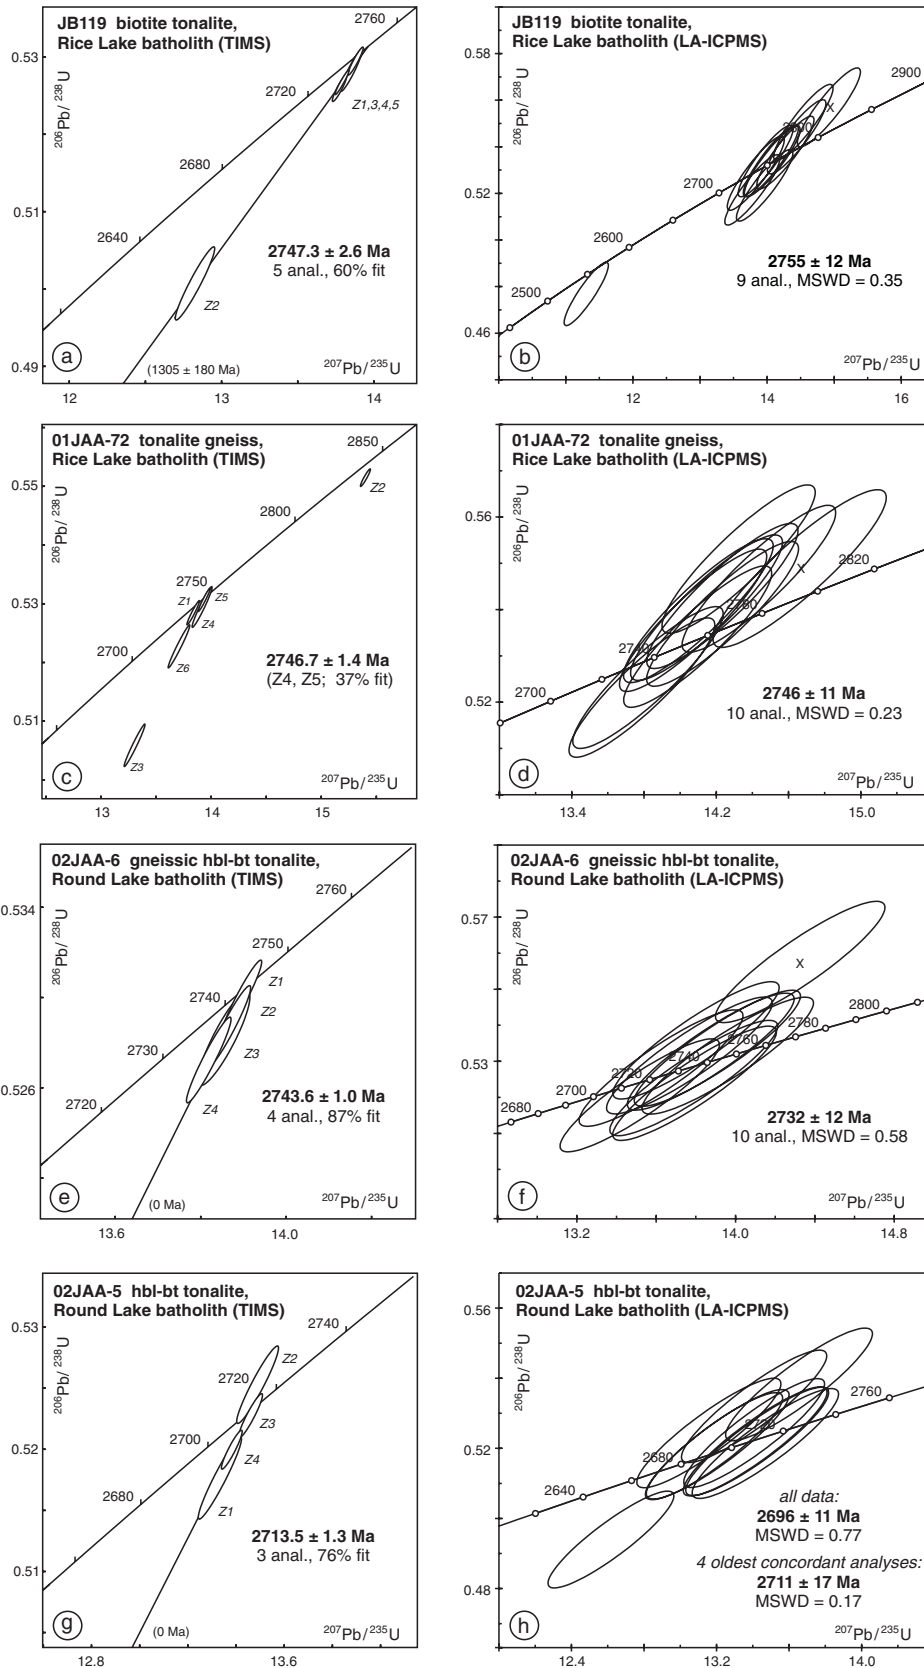 JB119 biotite tonalite,
Rice Lake batholith (TIMS)
206Pb/ 238U
0.53
0.51
0.49
2760
2720
2680
2640
Z1,3,4,5
Z2
2747.3 ± 2.6 Ma
5 anal., 60% fit
(1305 ± 180 Ma)
207Pb/ 235U
a
12
13
14
JB119 biotite tonalite,
Rice Lake batholith (LA-ICPMS)
206Pb/ 238U
0.58
0.52
0.46
2900
2800
2700
2600
2500
X
2755 ± 12 Ma
9 anal., MSWD = 0.35
207Pb/ 235U
b
12
14
16
01JAA-72 tonalite gneiss,
Rice Lake batholith (TIMS)
206Pb/ 238U
0.55
0.53
0.51
2850
2800
2750
2700
Z2
Z1
Z5
Z4
Z6
Z3
2746.7 ± 1.4 Ma
(Z4, Z5; 37% fit)
207Pb/ 235U
c
13
14
15
01JAA-72 tonalite gneiss,
Rice Lake batholith (LA-ICPMS)
206Pb/ 238U
0.56
0.52
2820
2780
2740
2700
X
2746 ± 11 Ma
10 anal., MSWD = 0.23
207Pb/ 235U
d
13.4
14.2
15.0
02JAA-6 gneissic hbl-bt tonalite,
Round Lake batholith (TIMS)
206Pb/ 238U
0.534
0.526
2760
2750
2740
2730
2720
Z1
Z2
Z3
Z4
2743.6 ± 1.0 Ma
4 anal., 87% fit
(0 Ma)
207Pb/ 235U
e
13.6
14.0
02JAA-6 gneissic hbl-bt tonalite,
Round Lake batholith (LA-ICPMS)
206Pb/ 238U
0.57
0.53
X
2800
2780
2760
2740
2720
2700
2680
2732 ± 12 Ma
10 anal., MSWD = 0.58
207Pb/ 235U
f
13.2
14.0
14.8
02JAA-5 hbl-bt tonalite,
Round Lake batholith (TIMS)
206Pb/ 238U
0.53
0.52
0.51
2740
2720
2700
2680
Z2
Z3
Z4
Z1
2713.5 ± 1.3 Ma
3 anal., 76% fit
(0 Ma)
207Pb/ 235U
g
12.8
13.6
02JAA-5 hbl-bt tonalite,
Round Lake batholith (LA-ICPMS)
206Pb/ 238U
0.56
0.52
0.48
2760
2720
2680
2640
all data:
2696 ± 11 Ma
MSWD = 0.77
4 oldest concordant analyses:
2711 ± 17 Ma
MSWD = 0.17
207Pb/ 235U
h
12.4
13.2
14.0